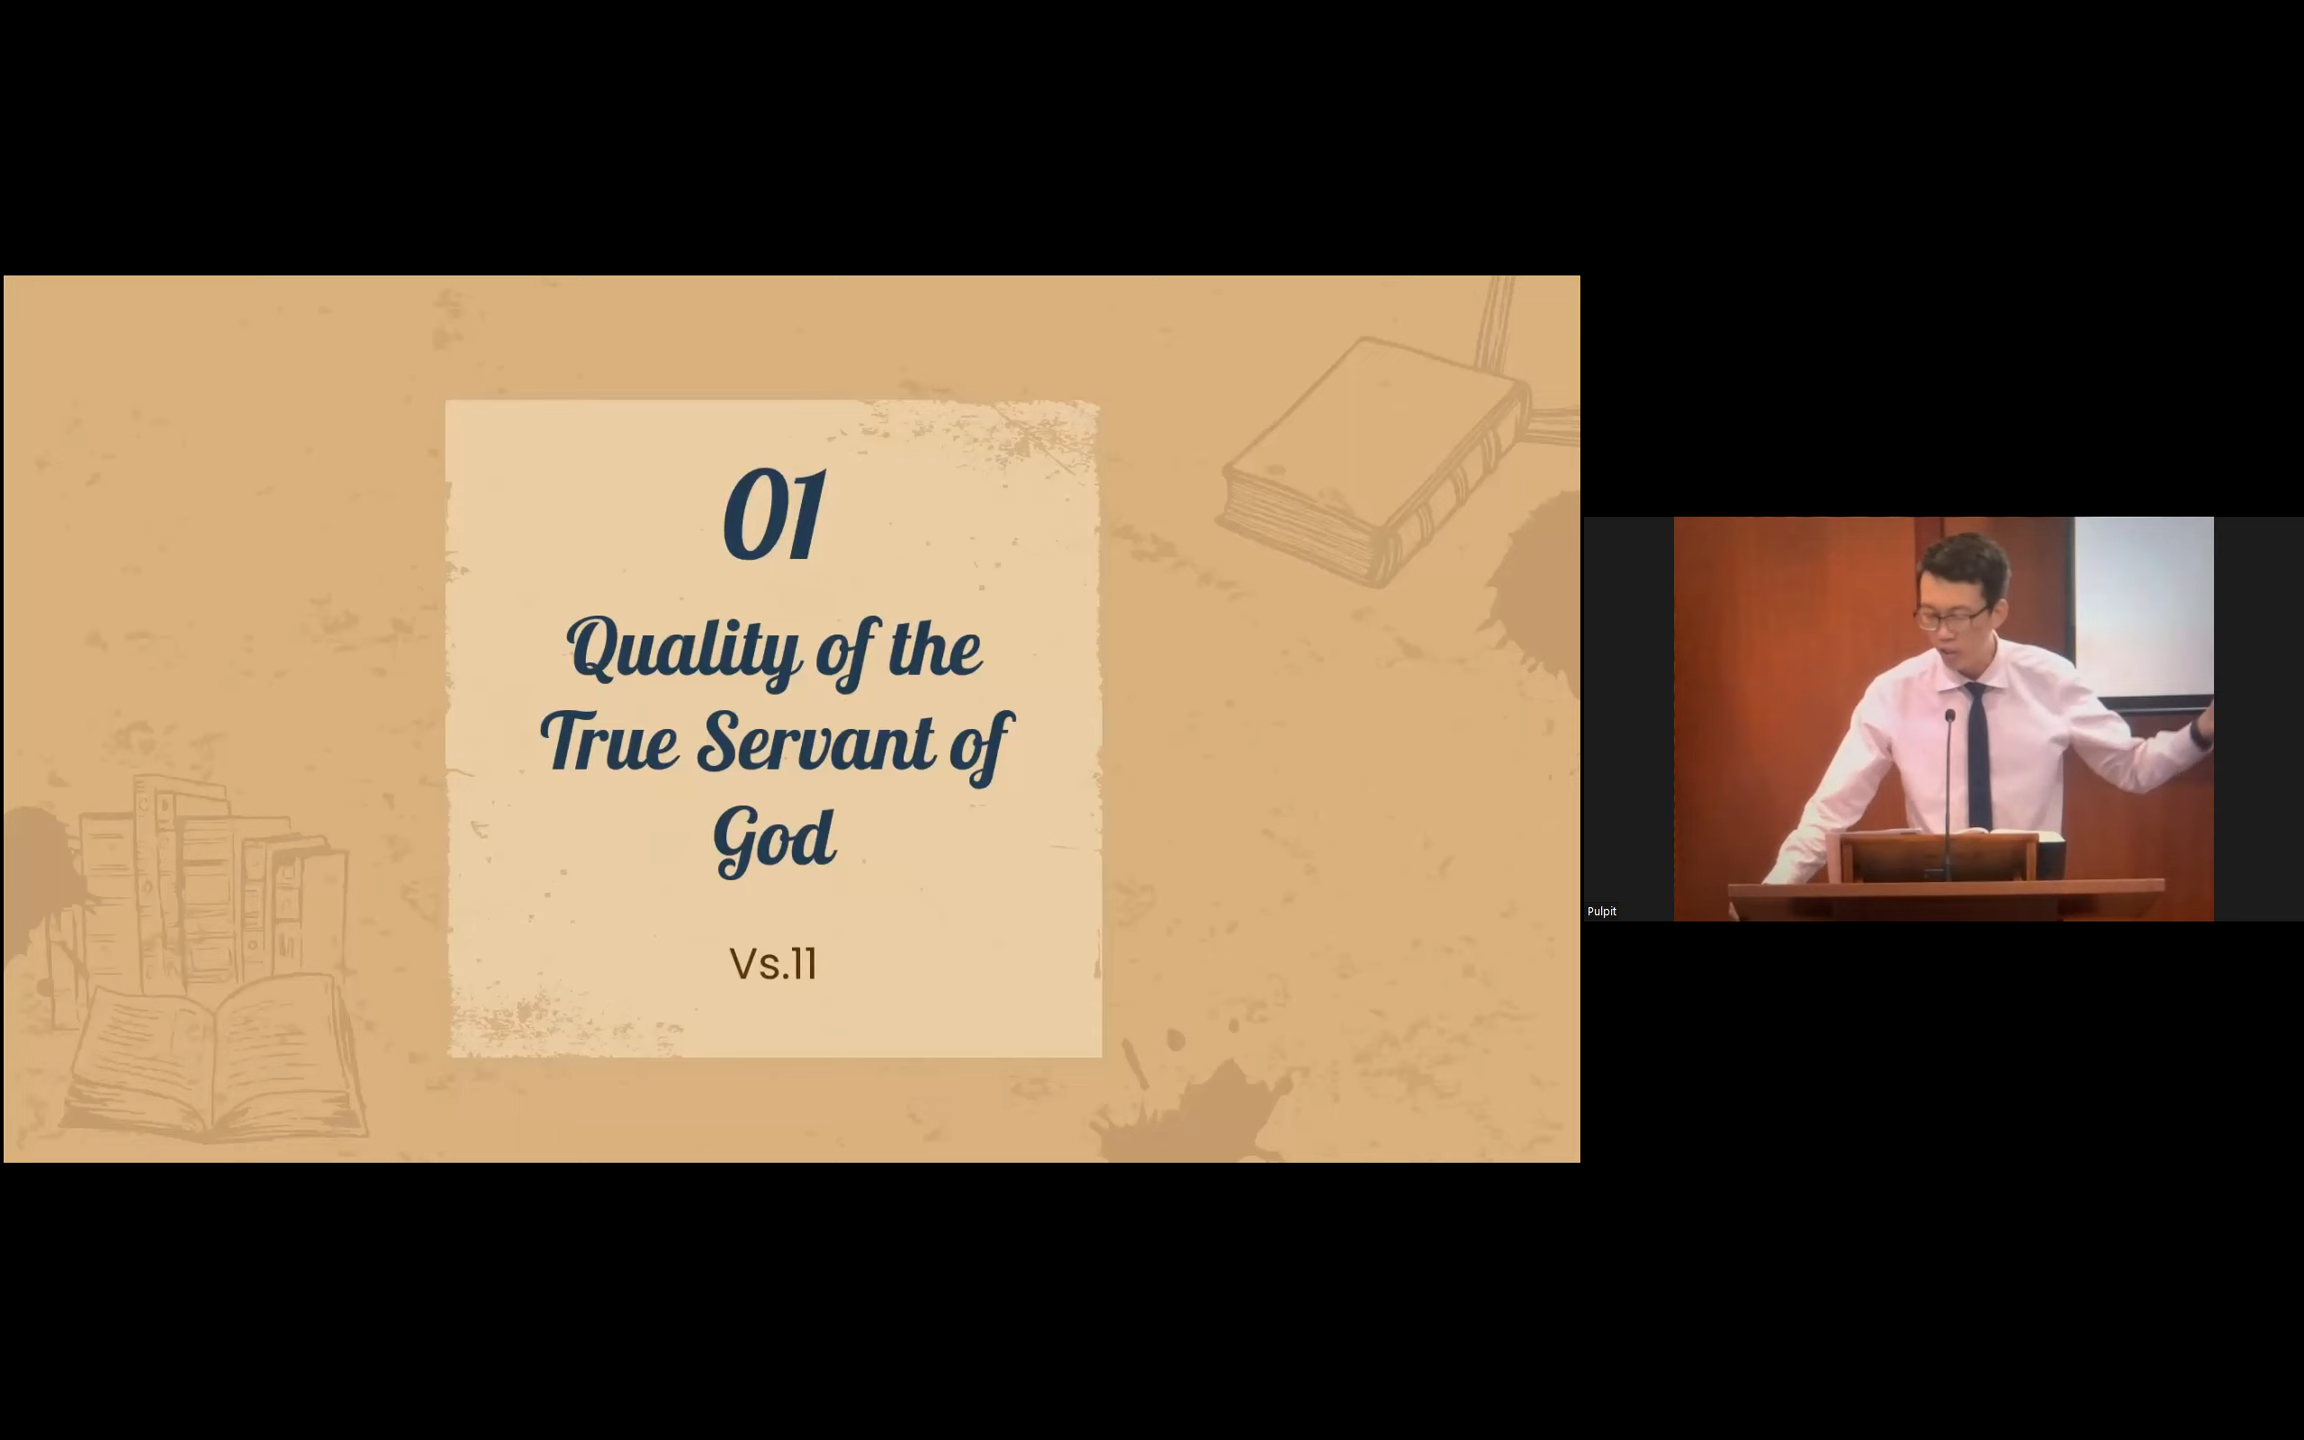 01
Quality of the
True Servant of
God
Vs.11
Pulpit